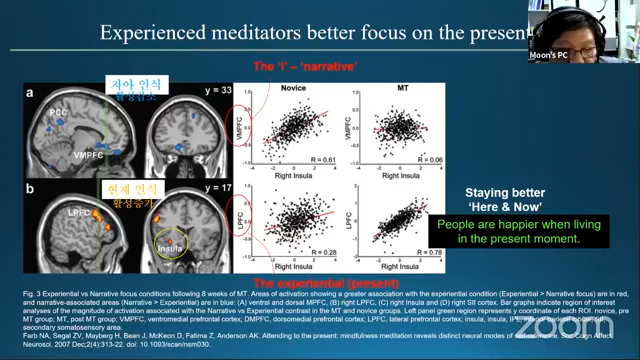 Experienced meditators better focus on the present
Moon's PC
The 'I' – 'narrative'
자아 인식
활성감소
a
y = 33
PCC
VMPFC
Novice
MT
VMPFC
R = 0.61
R = 0.06
Right Insula
Right Insula
현재 인식
활성증가
b
y = 17
LPFC
Insula
LPFC
R = 0.28
R = 0.78
Right Insula
Right Insula
Staying better
'Here & Now'
People are happier when living
in the present moment.
The experiential (present)
Fig. 3 Experiential vs Narrative focus conditions following 8 weeks of MT. Areas of activation showing a greater association with the experiential condition (Experiential > Narrative focus) are in red,
and narrative-associated areas (Narrative > Experiential) are in blue: (A) ventral and dorsal MPFC, (B) right LPFC, (C) right Insula and (D) right SII cortex. Bar graphs indicate region of interest
analyses of the magnitude of activation associated with the Narrative vs Experiential contrast in the MT and novice groups. Left panel green region represents y coordinate of each ROI. novice, pre
MT group; MT, post MT group; VMPFC, ventromedial prefrontal cortex; DMPFC, dorsomedial prefrontal cortex; LPFC, lateral prefrontal cortex; Insula, insula;
secondary somatosensory area.
Farb NA, Segal ZV, Mayberg H, Bean J, McKeon D, Fatima Z, Anderson AK. Attending to the present: mindfulness meditation reveals distinct neural modes of self-reference. Soc Cogn Affect
Neurosci. 2007 Dec;2(4):313-22. doi: 10.1093/scan/nsm030.
zoom